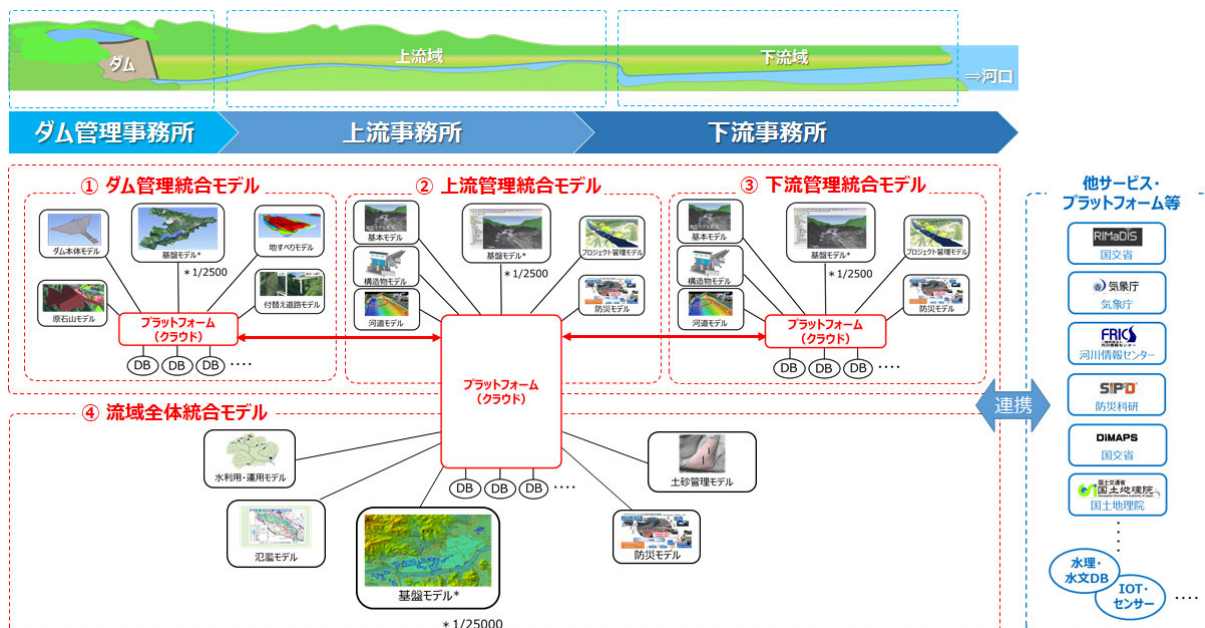 ダム
上流域
下流域
⇒河口
ダム管理事務所
上流事務所
下流事務所
① ダム管理統合モデル
ダム本体モデル
基盤モデル*
地すべりモデル
*1/2500
原石山モデル
付替え道路モデル
プラットフォーム
(クラウド)
DB
DB
DB
‥‥
② 上流管理統合モデル
基本モデル
基盤モデル*
プロジェクト管理モデル
*1/2500
構造物モデル
河道モデル
防災モデル
プラットフォーム
(クラウド)
DB
DB
DB
‥‥
③ 下流管理統合モデル
基本モデル
基盤モデル*
プロジェクト管理モデル
*1/2500
構造物モデル
河道モデル
防災モデル
プラットフォーム
(クラウド)
DB
DB
DB
‥‥
④ 流域全体統合モデル
水利用・運用モデル
氾濫モデル
基盤モデル*
*1/25000
土砂管理モデル
防災モデル
連携
他サービス・
プラットフォーム等
RiMaDIS
国交省
気象庁
気象庁
FRICS
河川情報センター
SIP4D
防災科研
DiMAPS
国交省
国土交通省
国土地理院
国土地理院
水理・
水文DB
IOT・
センサー
‥‥